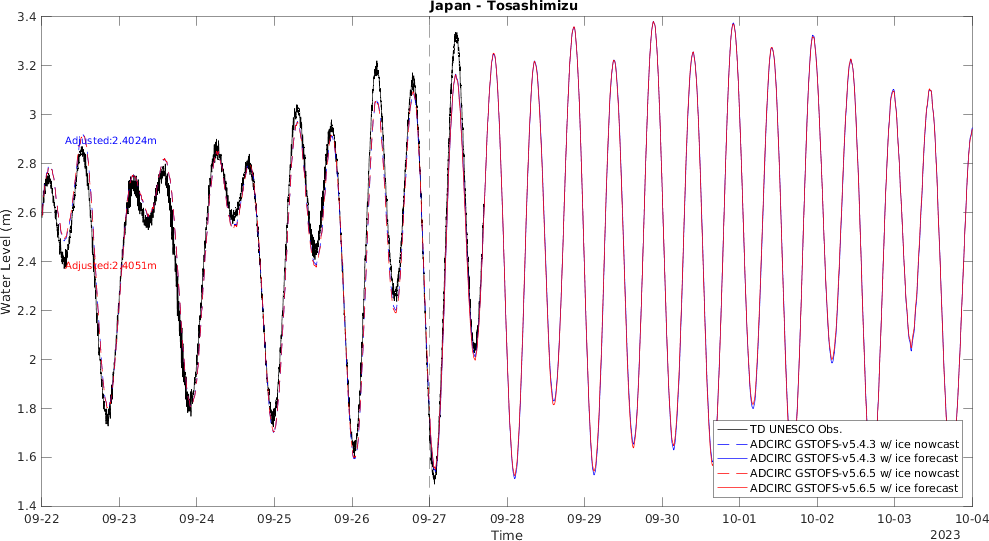 Japan - Tosashimizu
3.4
3.2
3
2.8
2.6
2.4
2.2
2
1.8
1.6
1.4
Water Level (m)
Adjusted:2.4024m
Adjusted:2.4051m
TD UNESCO Obs.
ADCIRC GSTOFS-v5.4.3 w/ ice nowcast
ADCIRC GSTOFS-v5.4.3 w/ ice forecast
ADCIRC GSTOFS-v5.6.5 w/ ice nowcast
ADCIRC GSTOFS-v5.6.5 w/ ice forecast
09-22 09-23 09-24 09-25 09-26 09-27 09-28 09-29 09-30 10-01 10-02 10-03 10-04
Time
2023